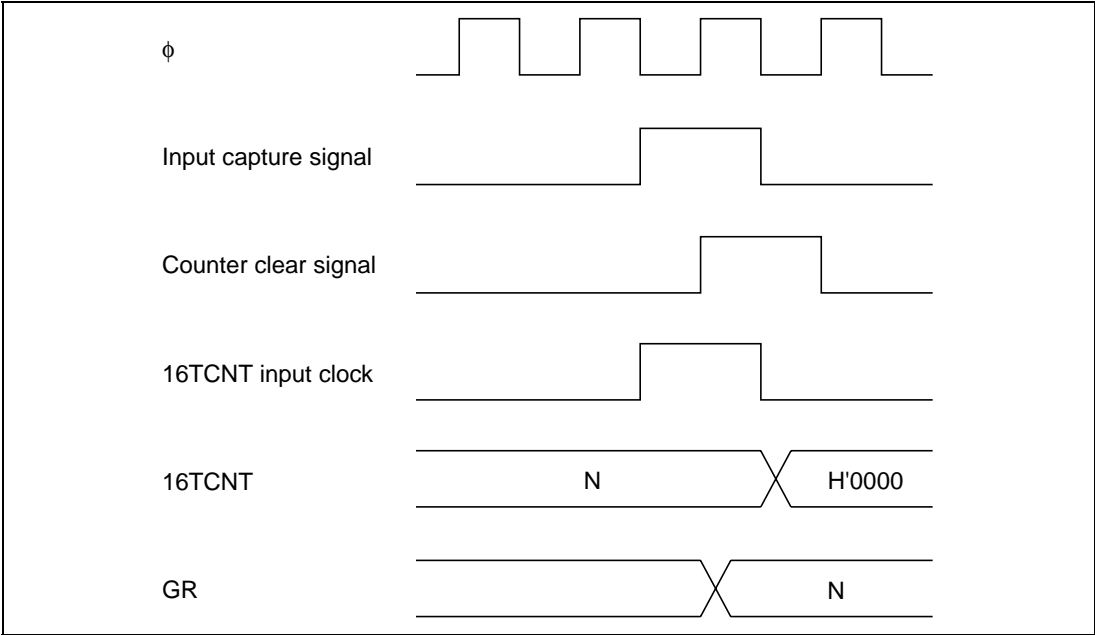 ϕ
Input capture signal
Counter clear signal
16TCNT input clock
16TCNT N H'0000
GR N